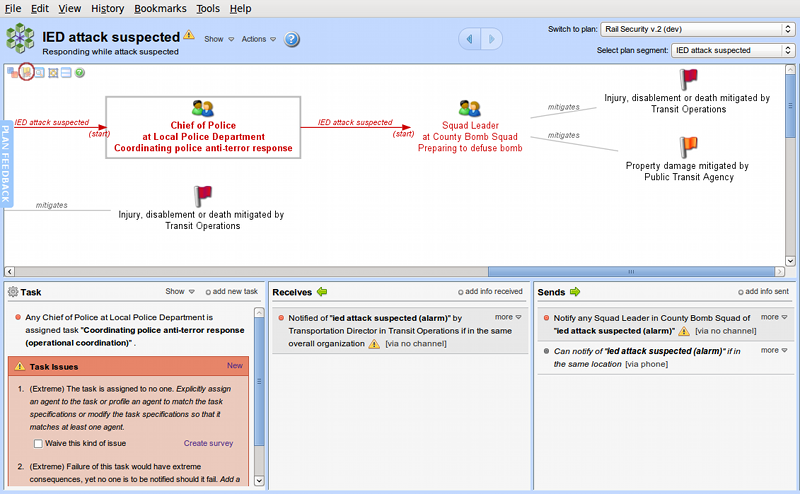 File Edit View History Bookmarks Tools Help
IED attack suspected
Show
Actions
?
Responding while attack suspected
Switch to plan: Rail Security v.2 (dev)
Select plan segment: IED attack suspected
PLAN FEEDBACK
IED attack suspected
(start)
Chief of Police
at Local Police Department
Coordinating police anti-terror response
IED attack suspected
(start)
Squad Leader
at County Bomb Squad
Preparing to defuse bomb
mitigates
Injury, disablement or death mitigated by
Transit Operations
mitigates
Property damage mitigated by
Public Transit Agency
mitigates
Injury, disablement or death mitigated by
Transit Operations
Task
Show
add new task
Any Chief of Police at Local Police Department is
assigned task "Coordinating police anti-terror response
(operational coordination)" .
Task Issues
New
1. (Extreme) The task is assigned to no one. Explicitly assign
an agent to the task or profile an agent to match the task
specifications or modify the task specifications so that it
matches at least one agent.
Waive this kind of issue
Create survey
2. (Extreme) Failure of this task would have extreme
consequences, yet no one is to be notified should it fail. Add a
Receives
add info received
Notified of "ied attack suspected (alarm)" by
more
Transportation Director in Transit Operations if in the same
overall organization [via no channel]
Sends
add info sent
Notify any Squad Leader in County Bomb Squad of
more
"ied attack suspected (alarm)" [via no channel]
Can notify of "ied attack suspected (alarm)" if in
more
the same location [via phone]